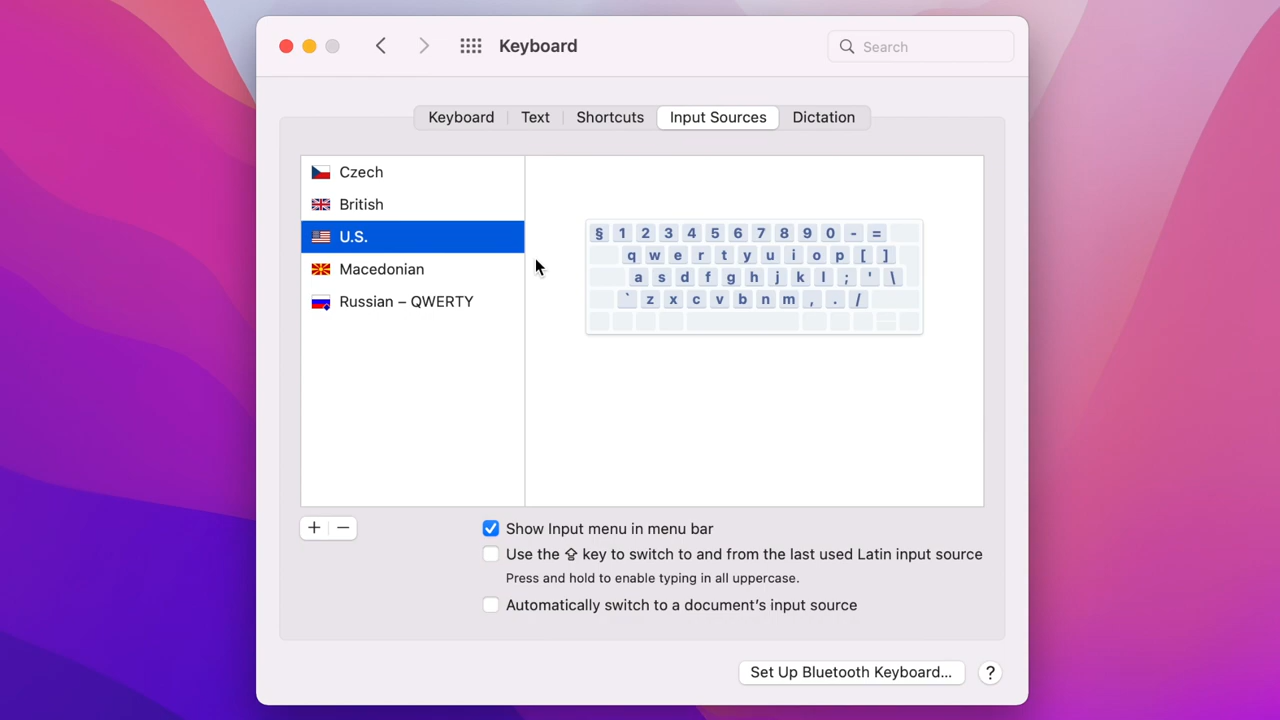 Keyboard
Search
Keyboard Text Shortcuts Input Sources Dictation
Czech
British
U.S.
Macedonian
Russian – QWERTY
§ 1 2 3 4 5 6 7 8 9 0 - =
q w e r t y u i o p [ ]
a s d f g h j k l ; ' \
` z x c v b n m , . /
+ −
Show Input menu in menu bar
Use the ⇪ key to switch to and from the last used Latin input source
Press and hold to enable typing in all uppercase.
Automatically switch to a document's input source
Set Up Bluetooth Keyboard... ?